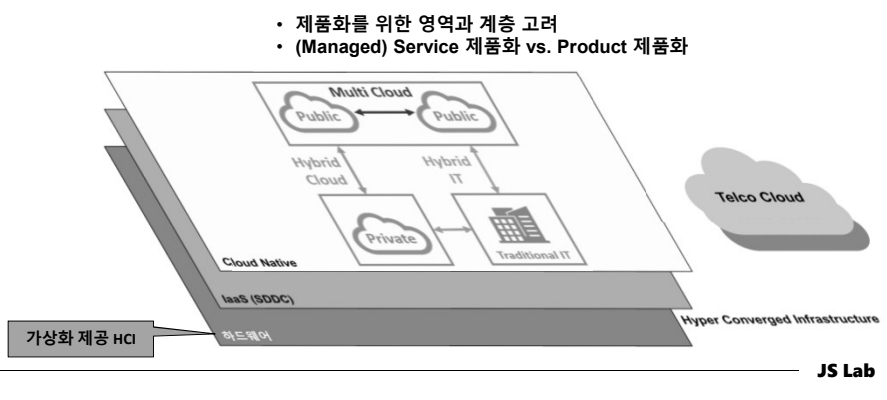 • 제품화를 위한 영역과 계층 고려
• (Managed) Service 제품화 vs. Product 제품화
Multi Cloud
Public
Public
Hybrid
Cloud
Hybrid
IT
Private
Traditional IT
Cloud Native
IaaS (SDDC)
하드웨어
가상화 제공 HCI
Telco Cloud
Hyper Converged Infrastructure
JS Lab